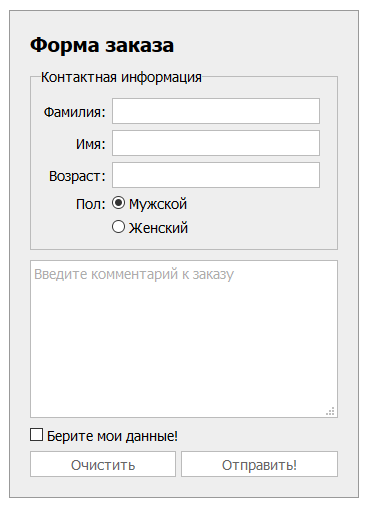 Форма заказа
Контактная информация
Фамилия:
Имя:
Возраст:
Пол: Мужской
Женский
Введите комментарий к заказу
Берите мои данные!
Очистить Отправить!